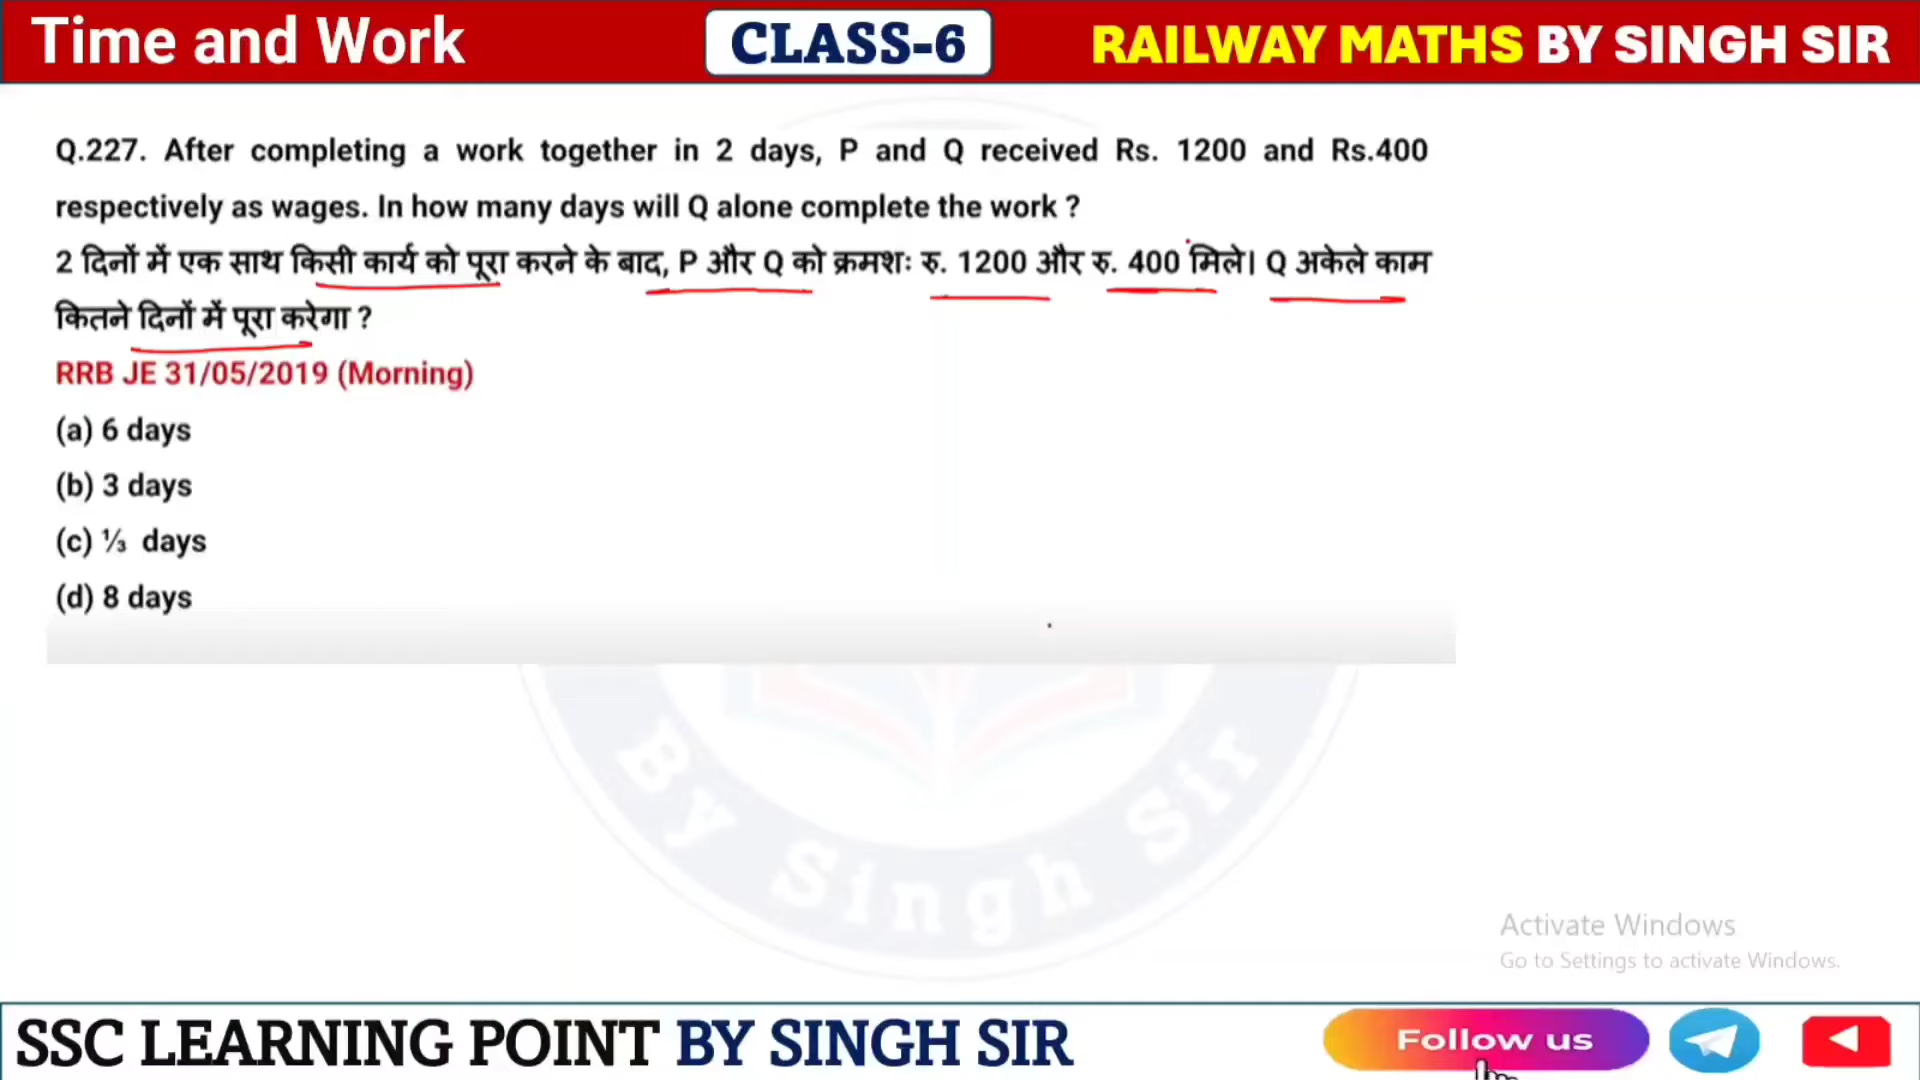 Time and Work
CLASS-6
RAILWAY MATHS BY SINGH SIR
Q.227. After completing a work together in 2 days, P and Q received Rs. 1200 and Rs.400
respectively as wages. In how many days will Q alone complete the work ?
2 दिनों में एक साथ किसी कार्य को पूरा करने के बाद, P और Q को क्रमशः रु. 1200 और रु. 400 मिले। Q अकेले काम
कितने दिनों में पूरा करेगा ?
RRB JE 31/05/2019 (Morning)
(a) 6 days
(b) 3 days
(c) ⅓ days
(d) 8 days
By Singh Sir
Activate Windows
Go to Settings to activate Windows.
SSC LEARNING POINT BY SINGH SIR
Follow us